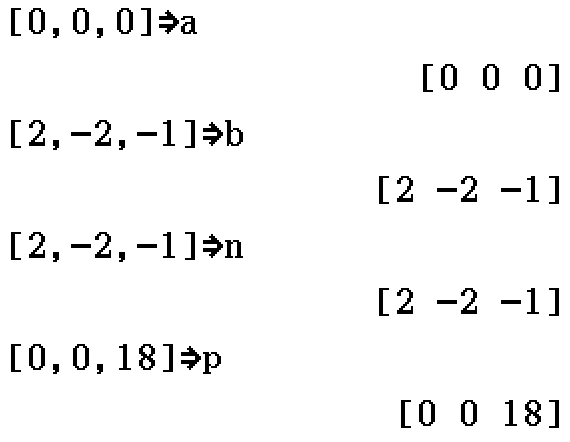 [0,0,0]⇒a
[0 0 0]
[2,−2,−1]⇒b
[2 −2 −1]
[2,−2,−1]⇒n
[2 −2 −1]
[0,0,18]⇒p
[0 0 18]